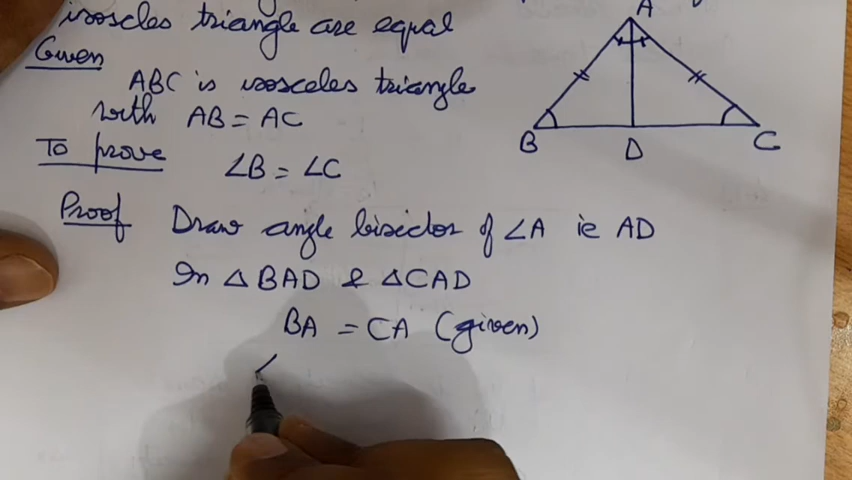 isosceles triangle are equal
Given
ABC is isosceles triangle
with AB = AC
To prove
∠B = ∠C
Proof Draw angle bisector of ∠A ie AD
In △BAD & △CAD
BA = CA (given)
∠
A
B
D
C